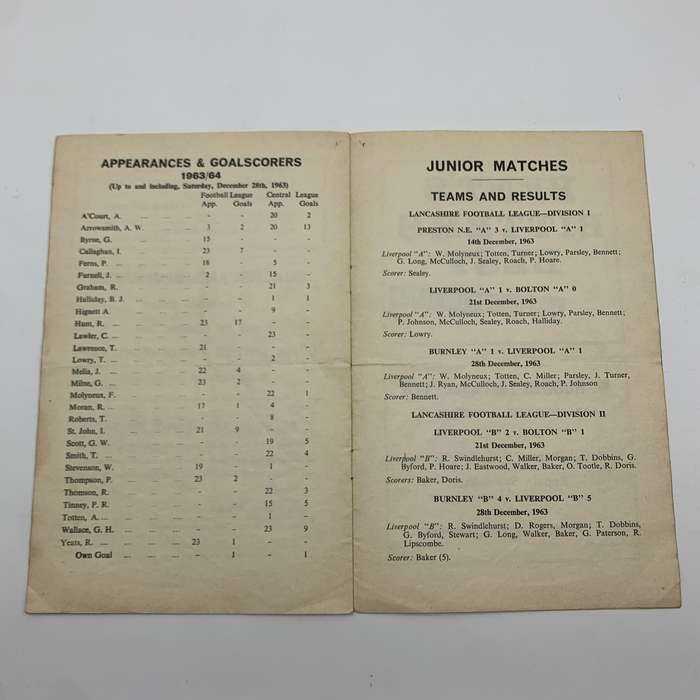 APPEARANCES & GOALSCORERS
1963/64
(Up to and including, Saturday, December 28th, 1963)
Football League Central League
App. Goals App. Goals
A'Court, A. ... ... ... - - 20 2
Arrowsmith, A. W. ... ... 3 2 20 13
Byrne, G. ... ... ... 15 - - -
Callaghan, I. ... ... ... 23 7 - -
Ferns, P. ... ... ... 18 - 5 -
Furnell, J. ... ... ... 2 - 15 -
Graham, R. ... ... ... - - 21 3
Halliday, B. J. ... ... ... - - 1 1
Hignett A. ... ... ... - - 9 -
Hunt, R. ... ... ... 23 17 - -
Lawler, C. ... ... ... - - 23 -
Lawrence, T. ... ... ... 21 - - -
Lowry, T. ... ... ... - - 2 -
Melia, J. ... ... ... 22 4 - -
Milne, G. ... ... ... 23 2 - -
Molyneux, F. ... ... ... - - 22 1
Moran, R. ... ... ... 17 1 4 -
Roberts, T. ... ... ... - - 8 -
St. John, I. ... ... ... 21 9 - -
Scott, G. W. ... ... ... - - 19 5
Smith, T. ... ... ... - - 22 4
Stevenson, W. ... ... ... 19 - 1 -
Thompson, P. ... ... ... 23 2 - -
Thomson, R. ... ... ... - - 22 3
Tinney, P. R. ... ... ... - - 15 5
Totten, A. ... ... ... - - 1 -
Wallace, G. H. ... ... ... - - 23 9
Yeats, R. ... ... ... 23 1 - -
Own Goal ... ... ... - 1 - 1
JUNIOR MATCHES
TEAMS AND RESULTS
LANCASHIRE FOOTBALL LEAGUE—DIVISION I
PRESTON N.E. "A" 3 v. LIVERPOOL "A" 1
14th December, 1963
Liverpool "A": W. Molyneux; Totten, Turner; Lowry, Parsley, Bennett;
G. Long, McCulloch, J. Sealey, Roach, P. Hoare.
Scorer: Sealey.
LIVERPOOL "A" 1 v. BOLTON "A" 0
21st December, 1963
Liverpool "A": W. Molyneux; Totten, Turner; Lowry, Parsley, Bennett;
P. Johnson, McCulloch, Sealey, Roach, Halliday.
Scorer: Lowry.
BURNLEY "A" 1 v. LIVERPOOL "A" 1
28th December, 1963
Liverpool "A": W. Molyneux; Totten, C. Miller; Parsley, J. Turner,
Bennett; J. Ryan, McCulloch, J. Sealey, Roach, P. Johnson
Scorer: Bennett.
LANCASHIRE FOOTBALL LEAGUE—DIVISION II
LIVERPOOL "B" 2 v. BOLTON "B" 1
21st December, 1963
Liverpool "B": R. Swindlehurst; C. Miller, Morgan; T. Dobbins, G.
Byford, P. Hoare; J. Eastwood, Walker, Baker, O. Tootle, R. Doris.
Scorers: Baker, Doris.
BURNLEY "B" 4 v. LIVERPOOL "B" 5
28th December, 1963
Liverpool "B": R. Swindlehurst; D. Rogers, Morgan; T. Dobbins,
G. Byford, Stewart; G. Long, Walker, Baker, G. Paterson, R.
Lipscombe.
Scorer: Baker (5).